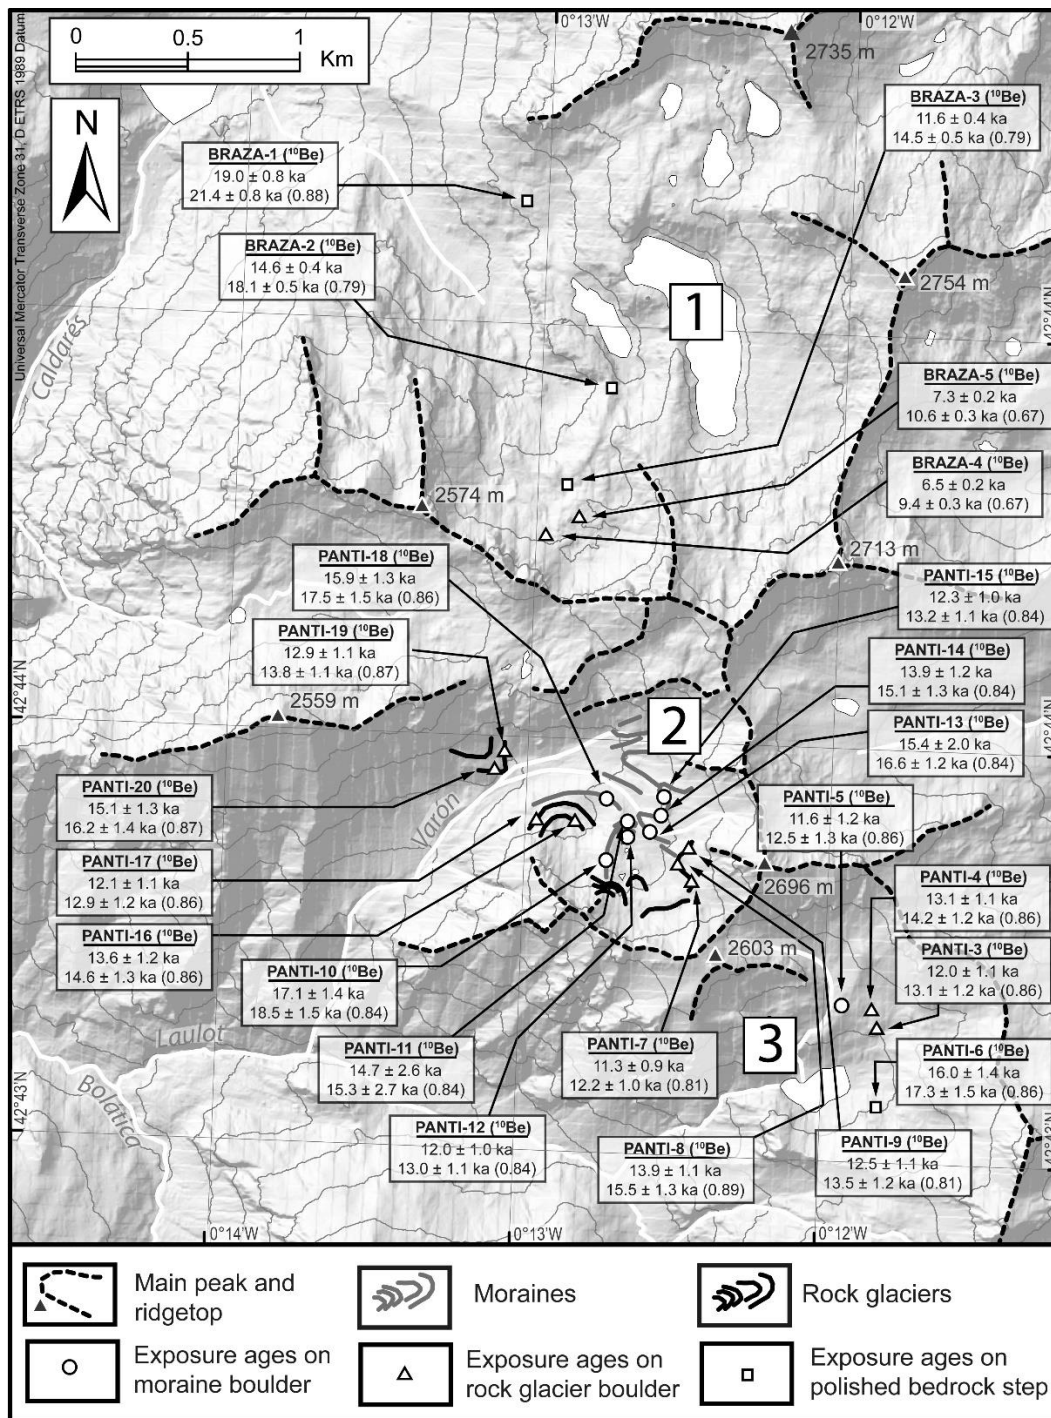 Universal Mercator Transverse Zone 31, D ETRS 1989 Datum
0 0.5 1
Km
N
0°13'W
0°12'W
2735 m
BRAZA-3 (¹⁰Be)
11.6 ± 0.4 ka
14.5 ± 0.5 ka (0.79)
BRAZA-1 (¹⁰Be)
19.0 ± 0.8 ka
21.4 ± 0.8 ka (0.88)
BRAZA-2 (¹⁰Be)
14.6 ± 0.4 ka
18.1 ± 0.5 ka (0.79)
2754 m
1
42°44'N
Caldarés
BRAZA-5 (¹⁰Be)
7.3 ± 0.2 ka
10.6 ± 0.3 ka (0.67)
BRAZA-4 (¹⁰Be)
6.5 ± 0.2 ka
9.4 ± 0.3 ka (0.67)
2574 m
2713 m
PANTI-18 (¹⁰Be)
15.9 ± 1.3 ka
17.5 ± 1.5 ka (0.86)
PANTI-15 (¹⁰Be)
12.3 ± 1.0 ka
13.2 ± 1.1 ka (0.84)
PANTI-19 (¹⁰Be)
12.9 ± 1.1 ka
13.8 ± 1.1 ka (0.87)
PANTI-14 (¹⁰Be)
13.9 ± 1.2 ka
15.1 ± 1.3 ka (0.84)
42°44'N
2559 m
2
42°44'N
PANTI-13 (¹⁰Be)
15.4 ± 2.0 ka
16.6 ± 1.2 ka (0.84)
PANTI-20 (¹⁰Be)
15.1 ± 1.3 ka
16.2 ± 1.4 ka (0.87)
Varón
PANTI-5 (¹⁰Be)
11.6 ± 1.2 ka
12.5 ± 1.3 ka (0.86)
PANTI-17 (¹⁰Be)
12.1 ± 1.1 ka
12.9 ± 1.2 ka (0.86)
2696 m
PANTI-4 (¹⁰Be)
13.1 ± 1.1 ka
14.2 ± 1.2 ka (0.86)
PANTI-16 (¹⁰Be)
13.6 ± 1.2 ka
14.6 ± 1.3 ka (0.86)
2603 m
PANTI-3 (¹⁰Be)
12.0 ± 1.1 ka
13.1 ± 1.2 ka (0.86)
PANTI-10 (¹⁰Be)
17.1 ± 1.4 ka
18.5 ± 1.5 ka (0.84)
Laulot
PANTI-11 (¹⁰Be)
14.7 ± 2.6 ka
15.3 ± 2.7 ka (0.84)
PANTI-7 (¹⁰Be)
11.3 ± 0.9 ka
12.2 ± 1.0 ka (0.81)
3
PANTI-6 (¹⁰Be)
16.0 ± 1.4 ka
17.3 ± 1.5 ka (0.86)
42°43'N
Bolática
PANTI-12 (¹⁰Be)
12.0 ± 1.0 ka
13.0 ± 1.1 ka (0.84)
PANTI-8 (¹⁰Be)
13.9 ± 1.1 ka
15.5 ± 1.3 ka (0.89)
PANTI-9 (¹⁰Be)
12.5 ± 1.1 ka
13.5 ± 1.2 ka (0.81)
42°43'N
0°14'W
0°13'W
0°12'W
Main peak and
ridgetop
Moraines
Rock glaciers
Exposure ages on
moraine boulder
Exposure ages on
rock glacier boulder
Exposure ages on
polished bedrock step